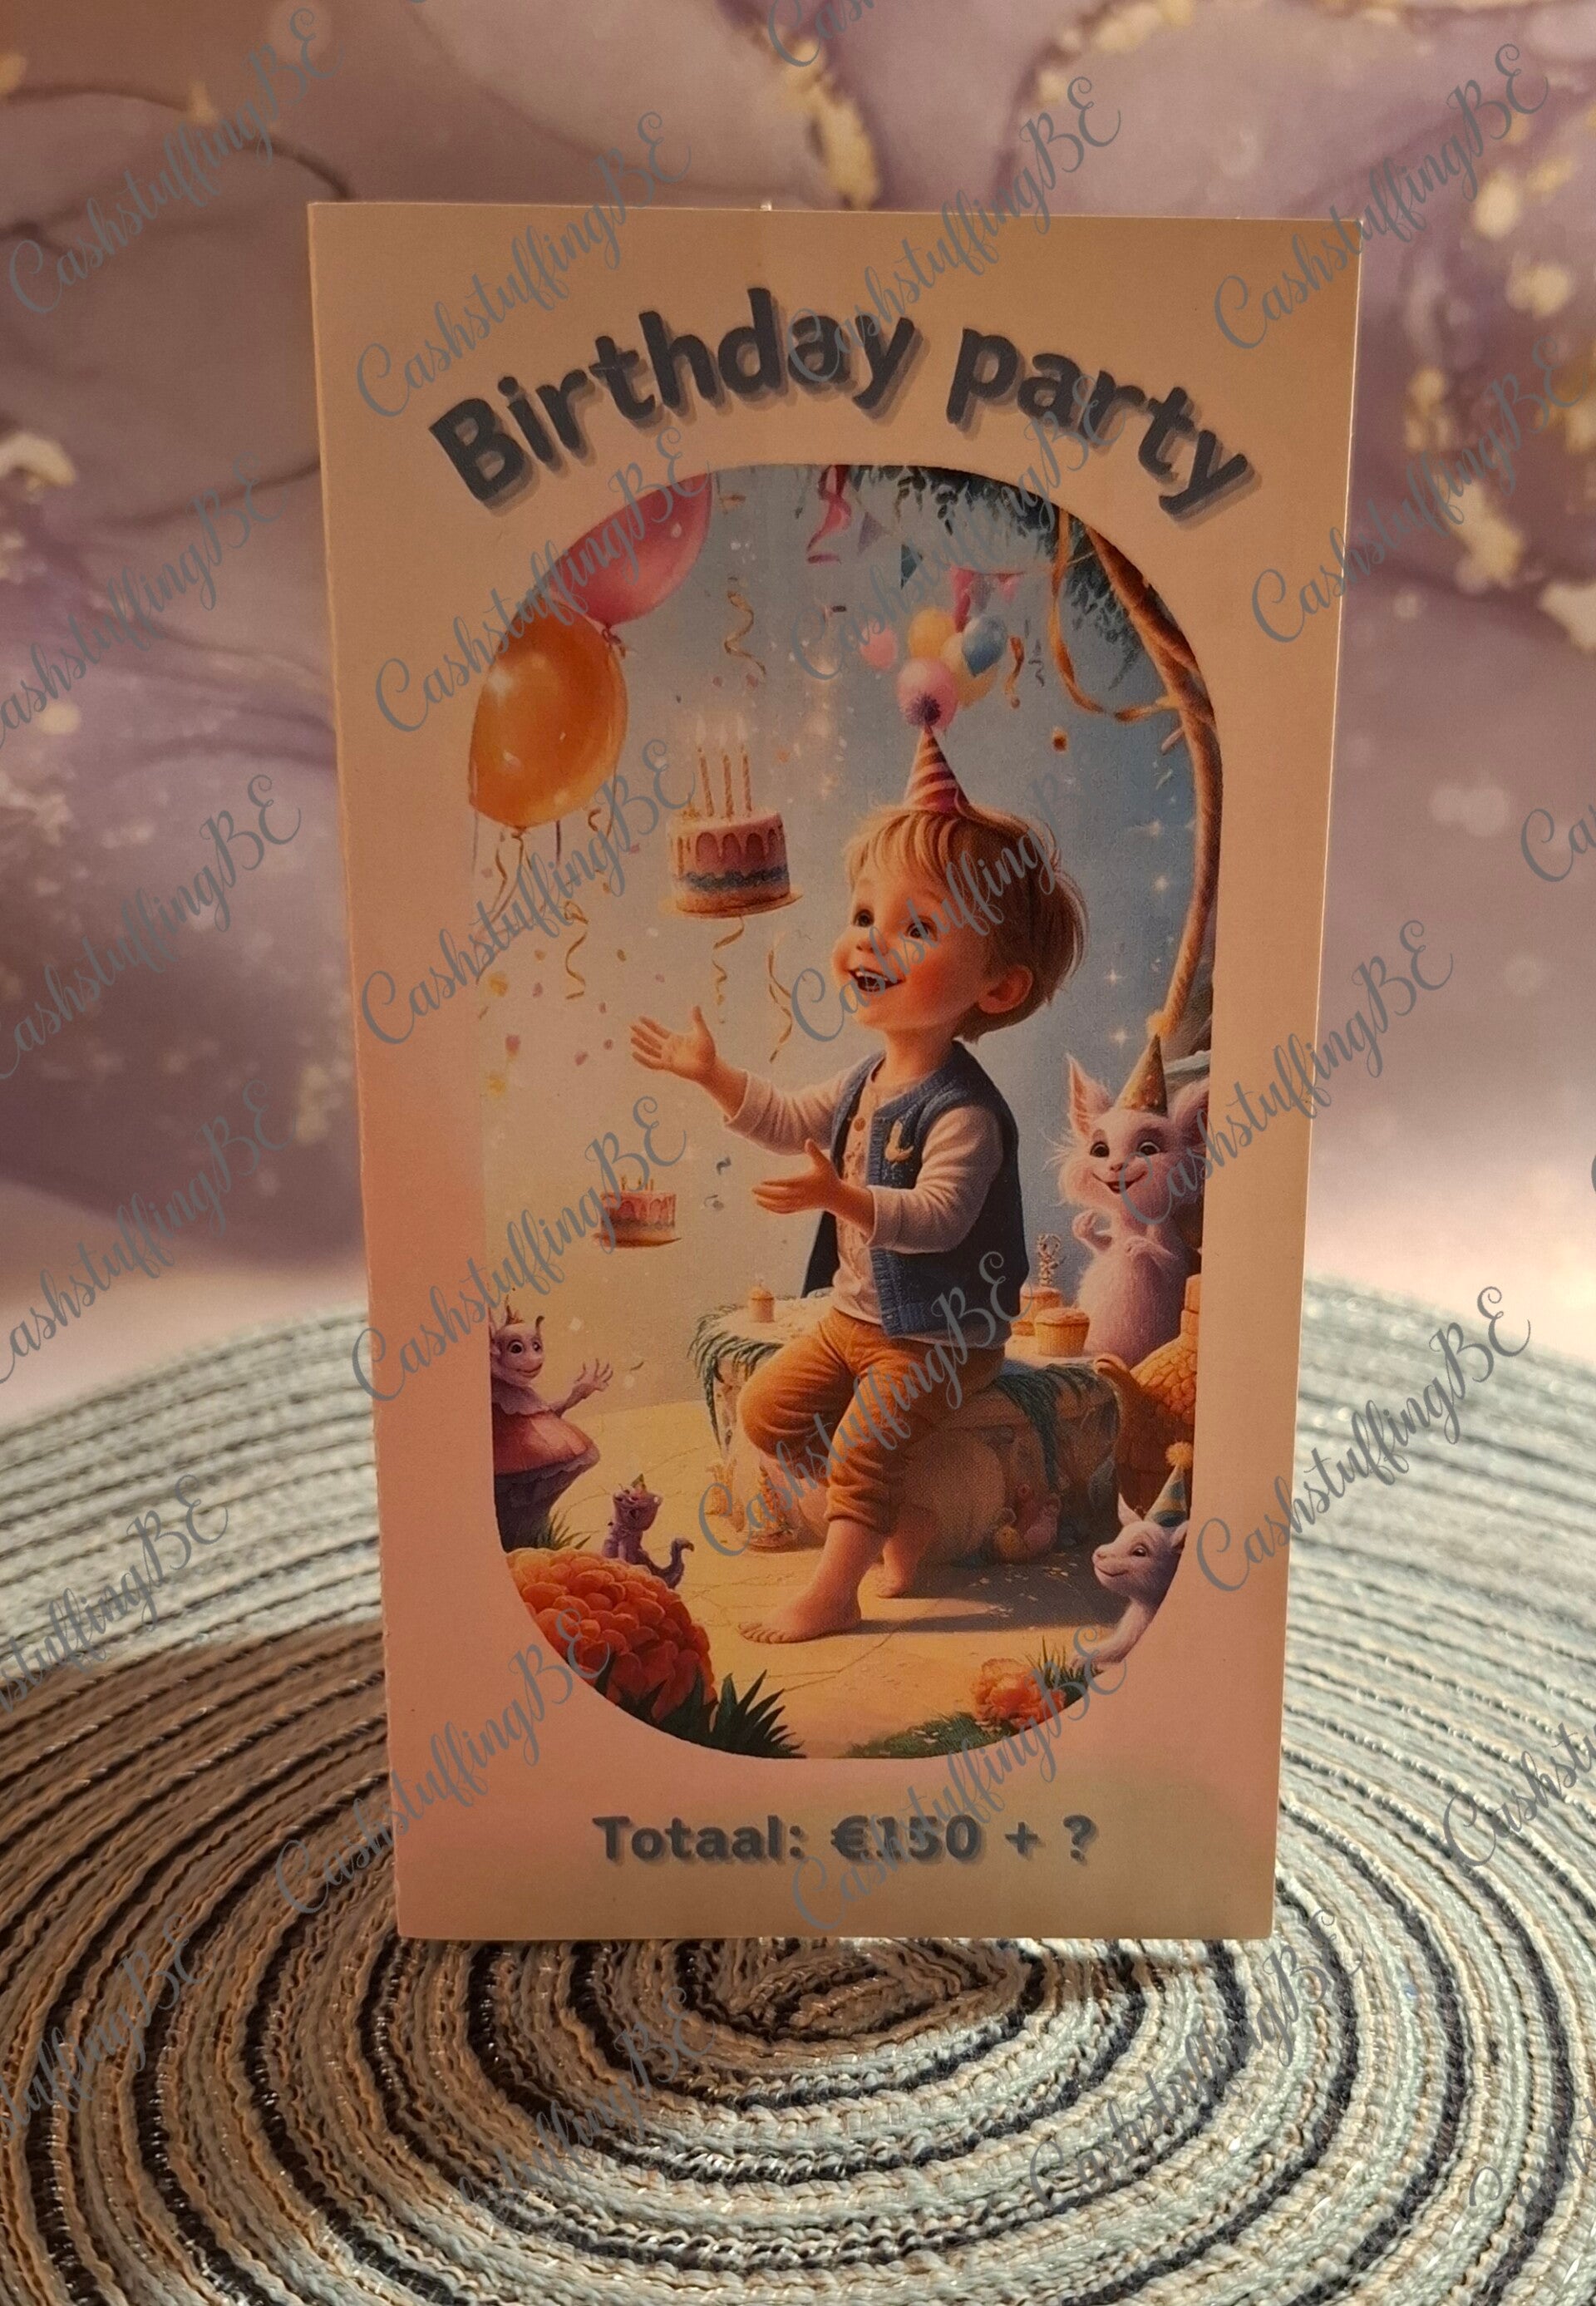 Birthday party
Totaal: €150 + ?
CashstuffingBE